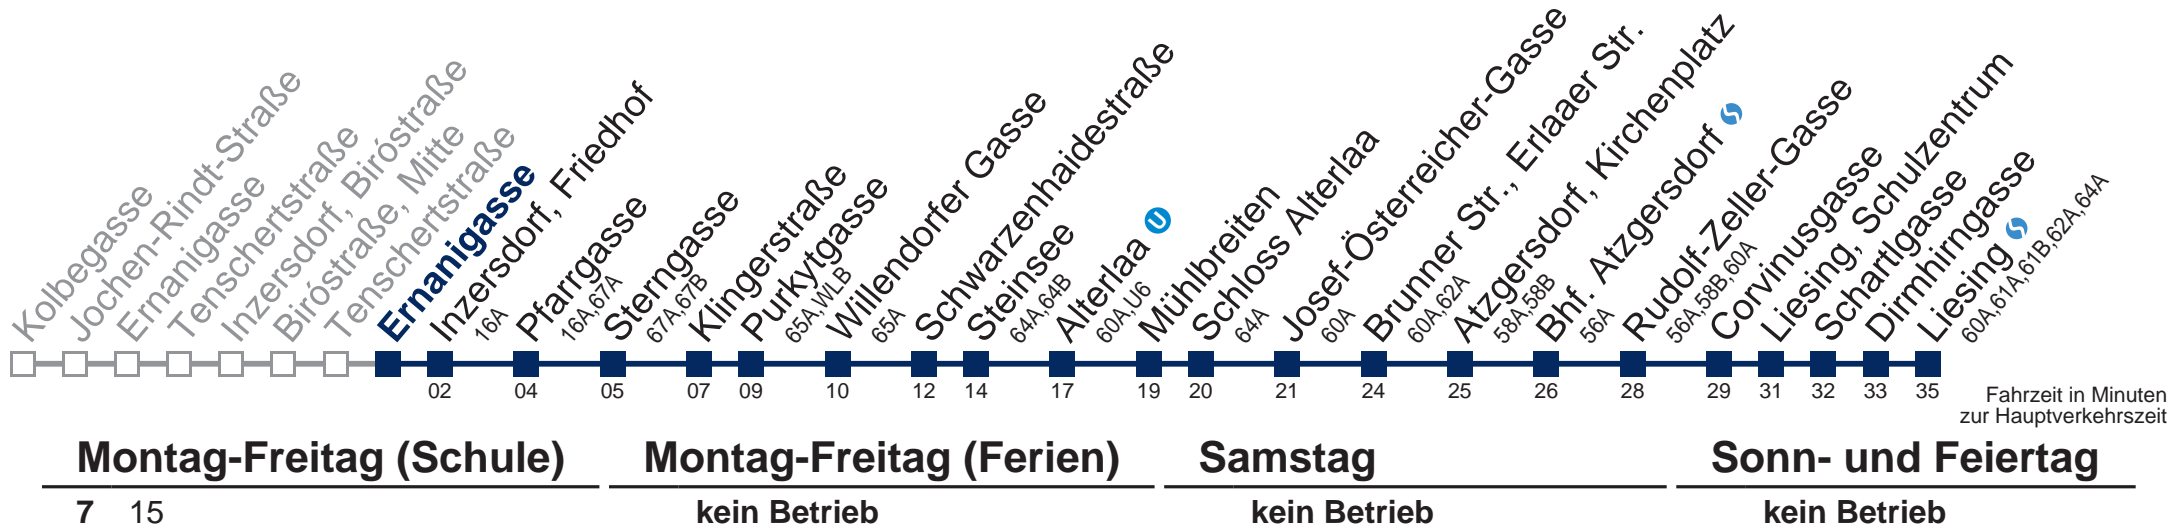 Kolbegasse
Jochen-Rindt-Straße
Ernanigasse
Tenschertstraße
Inzersdorf, Biróstraße
Biróstraße, Mitte
Tenschertstraße
Ernanigasse
Inzersdorf, Friedhof
16A
Pfarrgasse
16A,67A
Sterngasse
67A,67B
Klingerstraße
Purkytgasse
65A,WLB
Willendorfer Gasse
65A
Schwarzenhaidestraße
Steinsee
64A,64B
Alterlaa U
60A,U6
Mühlbreiten
Schloss Alterlaa
64A
Josef-Österreicher-Gasse
60A
Brunner Str., Erlaaer Str.
60A,62A
Atzgersdorf, Kirchenplatz
58A,58B
Bhf. Atzgersdorf
56A
Rudolf-Zeller-Gasse
56A,58B,60A
Corvinusgasse
Liesing, Schulzentrum
Schartlgasse
Dirmhirngasse
Liesing
60A,61A,61B,62A,64A
02 04 05 07 09 10 12 14 17 19 20 21 24 25 26 28 29 31 32 33 35
Fahrzeit in Minuten
zur Hauptverkehrszeit
Montag-Freitag (Schule) Montag-Freitag (Ferien) Samstag Sonn- und Feiertag
7 15 kein Betrieb kein Betrieb kein Betrieb